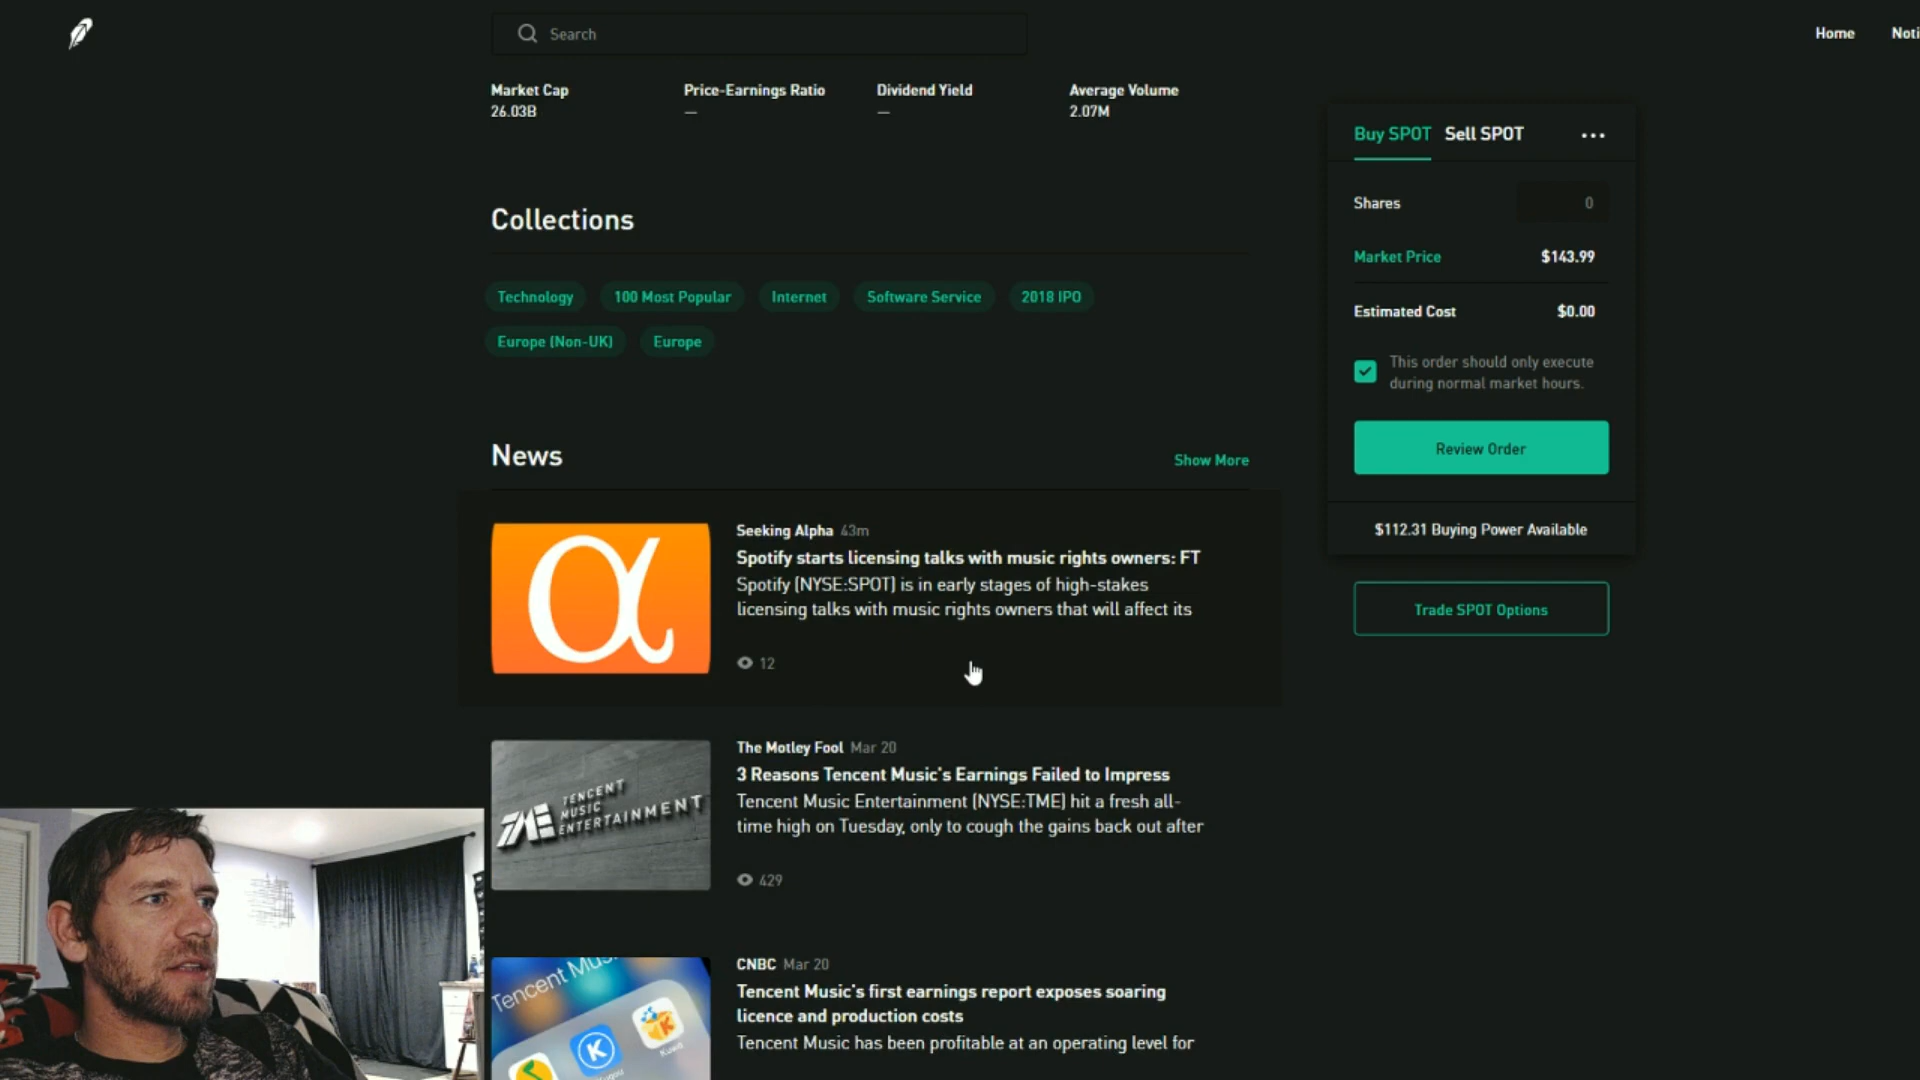 Search
Home
Noti
Market Cap
26.03B
Price-Earnings Ratio
—
Dividend Yield
—
Average Volume
2.07M
Collections
Technology
100 Most Popular
Internet
Software Service
2018 IPO
Europe (Non-UK)
Europe
News
Show More
Seeking Alpha 43m
Spotify starts licensing talks with music rights owners: FT
Spotify (NYSE:SPOT) is in early stages of high-stakes
licensing talks with music rights owners that will affect its
12
TENCENT
MUSIC
ENTERTAINMENT
The Motley Fool Mar 20
3 Reasons Tencent Music's Earnings Failed to Impress
Tencent Music Entertainment (NYSE:TME) hit a fresh all-
time high on Tuesday, only to cough the gains back out after
429
Tencent Mus
K
K
CNBC Mar 20
Tencent Music's first earnings report exposes soaring
licence and production costs
Tencent Music has been profitable at an operating level for
Buy SPOT
Sell SPOT
Shares
0
Market Price
$143.99
Estimated Cost
$0.00
This order should only execute
during normal market hours.
Review Order
$112.31 Buying Power Available
Trade SPOT Options